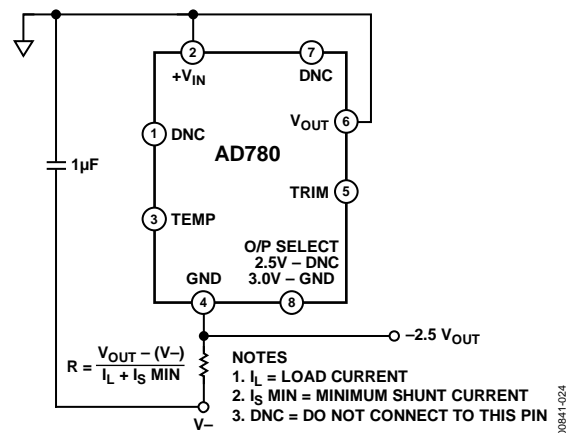 2
7
+VIN
DNC
VOUT 6
1 DNC
AD780
1µF
TRIM 5
3 TEMP
O/P SELECT
2.5V – DNC
3.0V – GND
GND
4
8
–2.5 VOUT
R = VOUT – (V–)
IL + IS MIN
NOTES
1. IL = LOAD CURRENT
2. IS MIN = MINIMUM SHUNT CURRENT
3. DNC = DO NOT CONNECT TO THIS PIN
V–
00841-024